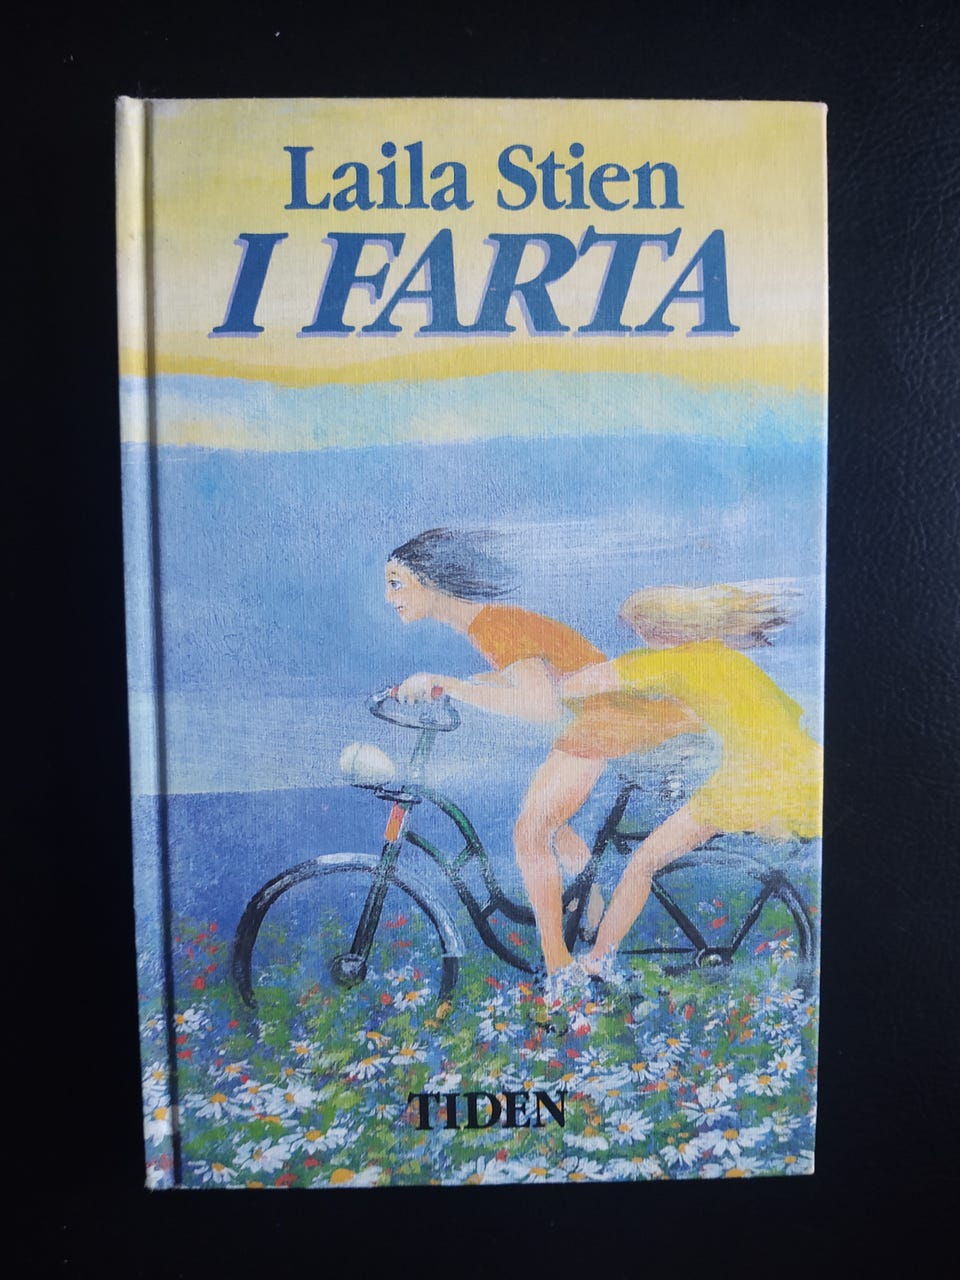 Laila Stien
I FARTA
TIDEN